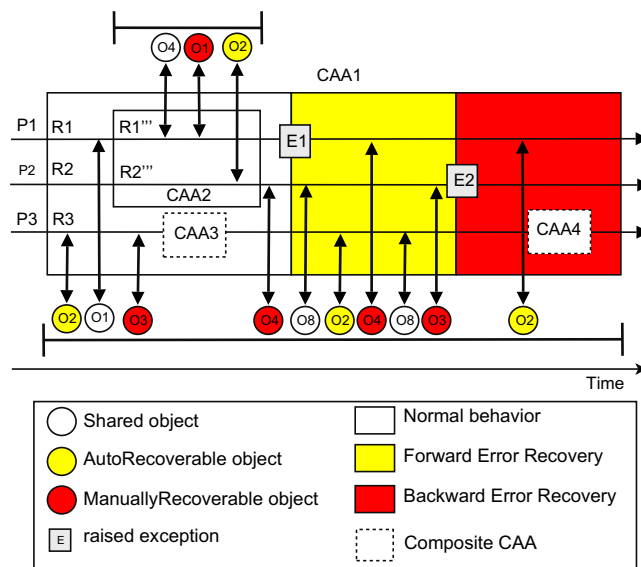 O4 O1 O2
CAA1
P1 R1 R1''' E1
P2 R2 R2''' E2
CAA2
P3 R3 CAA3 CAA4
O2 O1 O3 O4 O8 O2 O4 O8 O3 O2
Time
Shared object
Normal behavior
AutoRecoverable object
Forward Error Recovery
ManuallyRecoverable object
Backward Error Recovery
E raised exception
Composite CAA